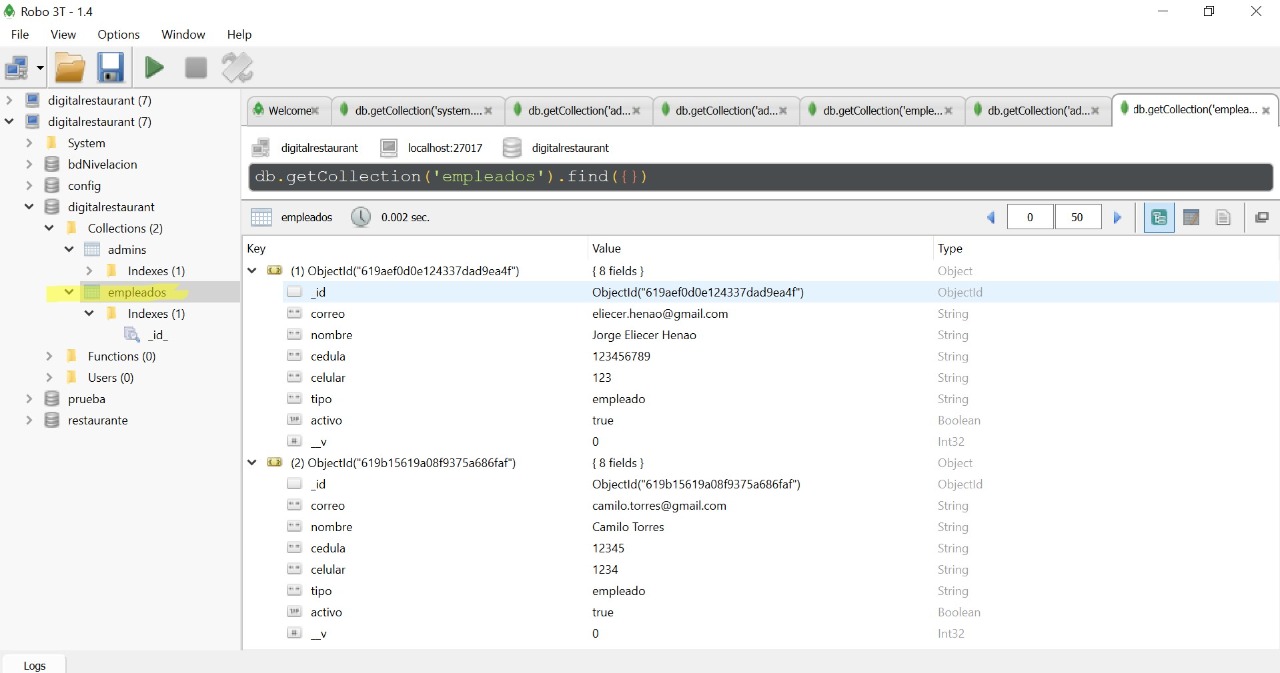 Robo 3T - 1.4
File View Options Window Help
digitalrestaurant (7)
digitalrestaurant (7)
System
bdNivelacion
config
digitalrestaurant
Collections (2)
admins
Indexes (1)
empleados
Indexes (1)
_id_
Functions (0)
Users (0)
prueba
restaurante
Welcome db.getCollection('system.... db.getCollection('ad... db.getCollection('ad... db.getCollection('emple... db.getCollection('ad... db.getCollection('emplea...
digitalrestaurant localhost:27017 digitalrestaurant
db.getCollection('empleados').find({})
empleados 0.002 sec. 0 50
Key Value Type
(1) ObjectId("619aef0d0e124337dad9ea4f") { 8 fields } Object
_id ObjectId("619aef0d0e124337dad9ea4f") ObjectId
correo eliecer.henao@gmail.com String
nombre Jorge Eliecer Henao String
cedula 123456789 String
celular 123 String
tipo empleado String
activo true Boolean
__v 0 Int32
(2) ObjectId("619b15619a08f9375a686faf") { 8 fields } Object
_id ObjectId("619b15619a08f9375a686faf") ObjectId
correo camilo.torres@gmail.com String
nombre Camilo Torres String
cedula 12345 String
celular 1234 String
tipo empleado String
activo true Boolean
__v 0 Int32
Logs